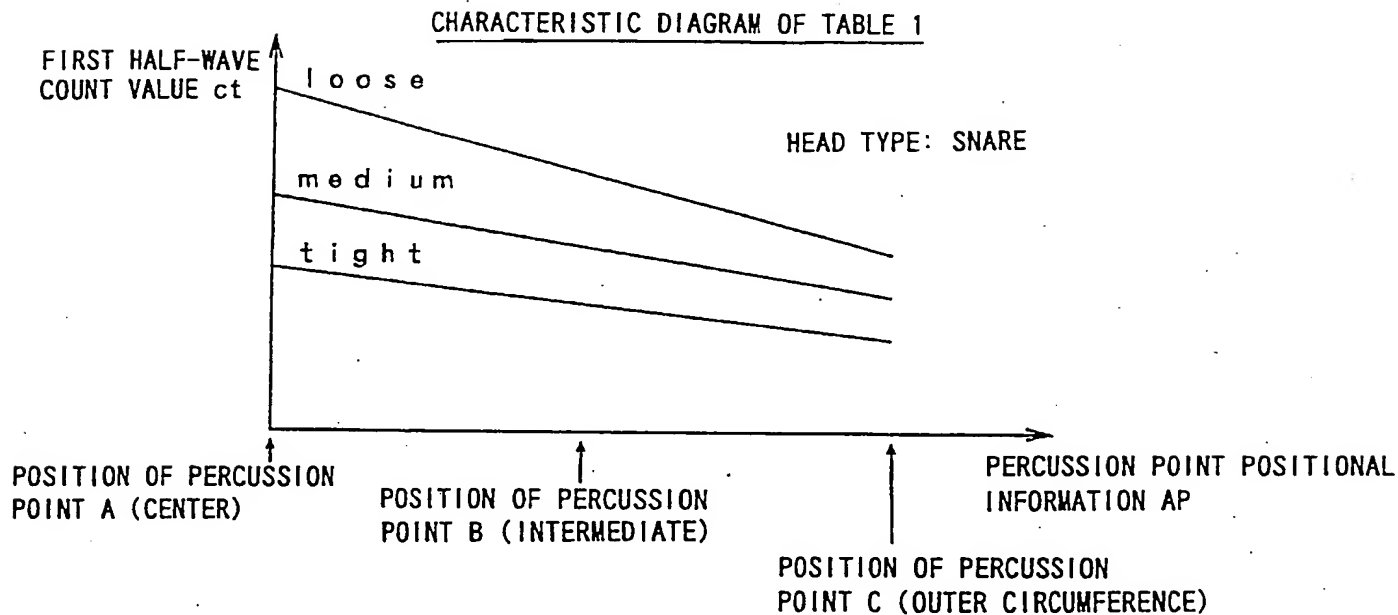 CHARACTERISTIC DIAGRAM OF TABLE 1
FIRST HALF-WAVE
COUNT VALUE ct
loose
HEAD TYPE: SNARE
medium
tight
POSITION OF PERCUSSION
POINT A (CENTER)
POSITION OF PERCUSSION
POINT B (INTERMEDIATE)
PERCUSSION POINT POSITIONAL
INFORMATION AP
POSITION OF PERCUSSION
POINT C (OUTER CIRCUMFERENCE)